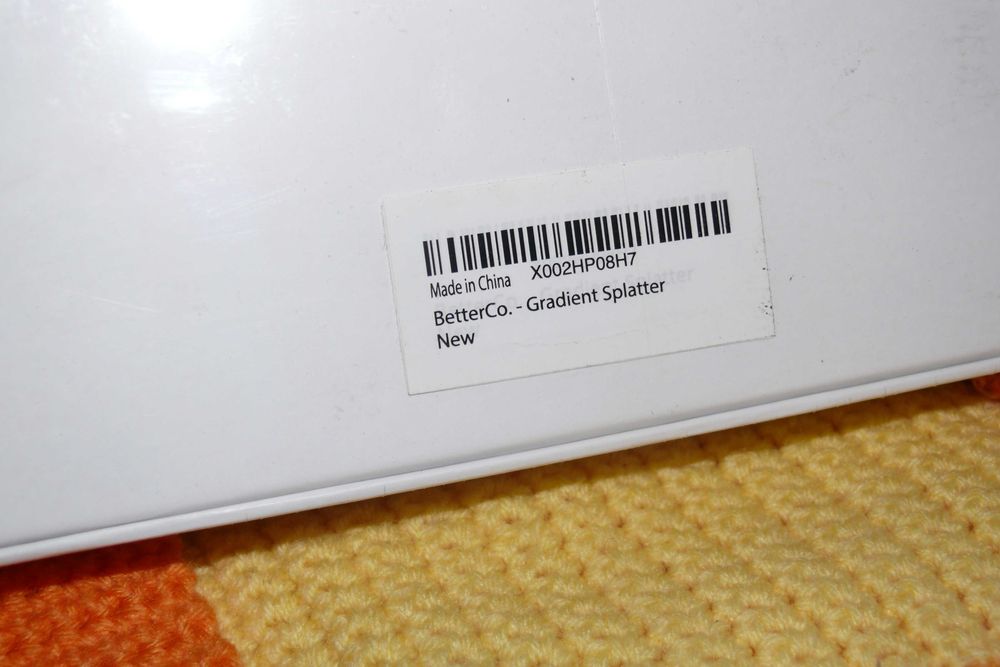 Made in China X002HP08H7
BetterCo. - Gradient Splatter
New